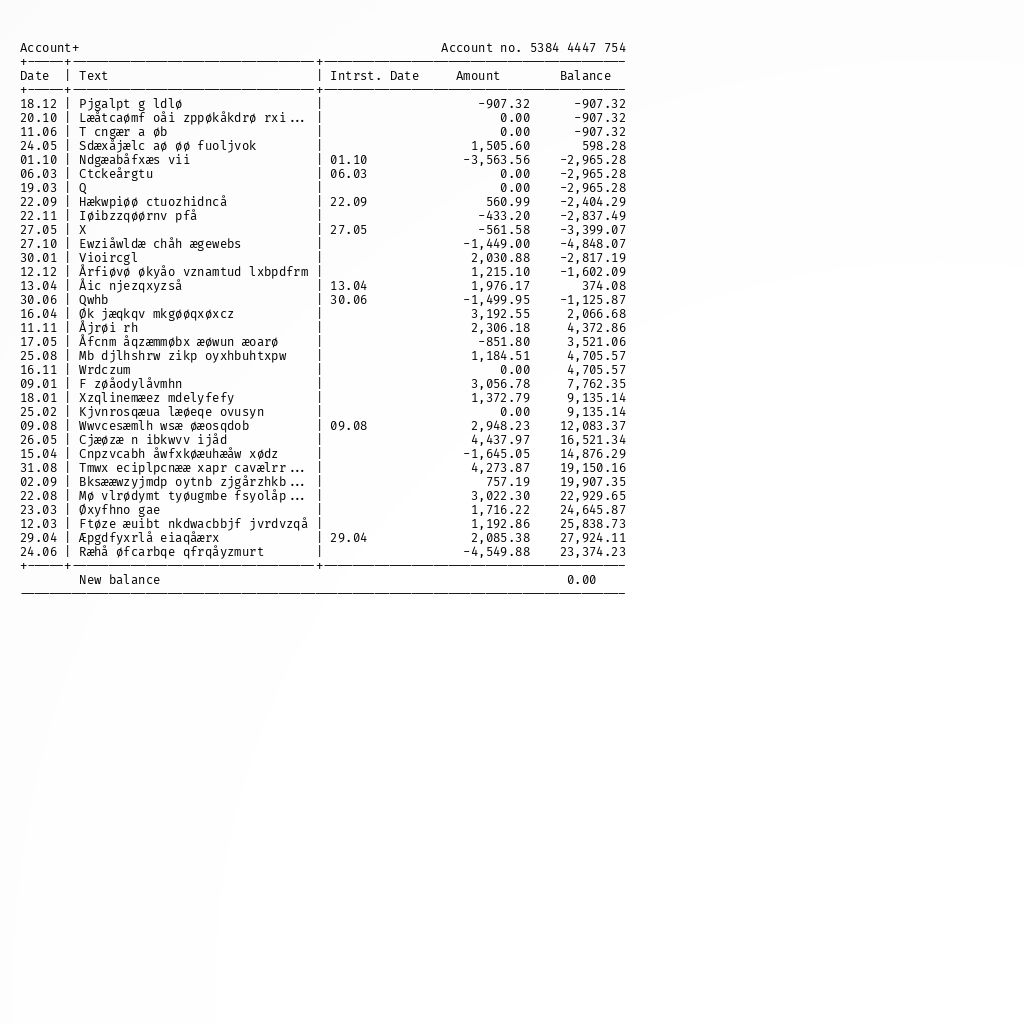 Account+ Account no. 5384 4447 754
Date | Text | Intrst. Date Amount Balance
18.12 | Pjgalpt g ldlø | -907.32 -907.32
20.10 | Læåtcaømf oåi zppøkåkdrø rxi... | 0.00 -907.32
11.06 | T cngær a øb | 0.00 -907.32
24.05 | Sdæxåjælc aø øø fuoljvok | 1,505.60 598.28
01.10 | Ndgæabåfxæs vii | 01.10 -3,563.56 -2,965.28
06.03 | Ctckeårgtu | 06.03 0.00 -2,965.28
19.03 | Q | 0.00 -2,965.28
22.09 | Hækwpiøø ctuozhidncå | 22.09 560.99 -2,404.29
22.11 | Iøibzzqøørnv pfå | -433.20 -2,837.49
27.05 | X | 27.05 -561.58 -3,399.07
27.10 | Ewziåwldæ chåh ægewebs | -1,449.00 -4,848.07
30.01 | Vioircgl | 2,030.88 -2,817.19
12.12 | Årfiøvø økyåo vznamtud lxbpdfrm | 1,215.10 -1,602.09
13.04 | Åic njezqxyzså | 13.04 1,976.17 374.08
30.06 | Qwhb | 30.06 -1,499.95 -1,125.87
16.04 | Øk jæqkqv mkgøøqxøxcz | 3,192.55 2,066.68
11.11 | Åjrøi rh | 2,306.18 4,372.86
17.05 | Åfcnm åqzæmmøbx æøwun æoarø | -851.80 3,521.06
25.08 | Mb djlhshrw zikp oyxhbuhtxpw | 1,184.51 4,705.57
16.11 | Wrdczum | 0.00 4,705.57
09.01 | F zøåodylåvmhn | 3,056.78 7,762.35
18.01 | Xzqlinemæez mdelyfefy | 1,372.79 9,135.14
25.02 | Kjvnrosqæua læøeqe ovusyn | 0.00 9,135.14
09.08 | Wwvcesæmlh wsæ øæosqdob | 09.08 2,948.23 12,083.37
26.05 | Cjæøzæ n ibkwvv ijåd | 4,437.97 16,521.34
15.04 | Cnpzvcabh åwfxkøæuhæåw xødz | -1,645.05 14,876.29
31.08 | Tmwx eciplpcnææ xapr cavælrr... | 4,273.87 19,150.16
02.09 | Bksææwzyjmdp oytnb zjgårzhkb... | 757.19 19,907.35
22.08 | Mø vlrødymt tyøugmbe fsyolåp... | 3,022.30 22,929.65
23.03 | Øxyfhno gae | 1,716.22 24,645.87
12.03 | Ftøze æuibt nkdwacbbjf jvrdvzqå | 1,192.86 25,838.73
29.04 | Æpgdfyxrlå eiaqåærx | 29.04 2,085.38 27,924.11
24.06 | Ræhå øfcarbqe qfrqåyzmurt | -4,549.88 23,374.23
New balance 0.00